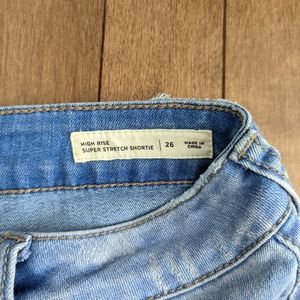 HIGH RISE
SUPER STRETCH SHORTIE
26
MADE IN
CHINA